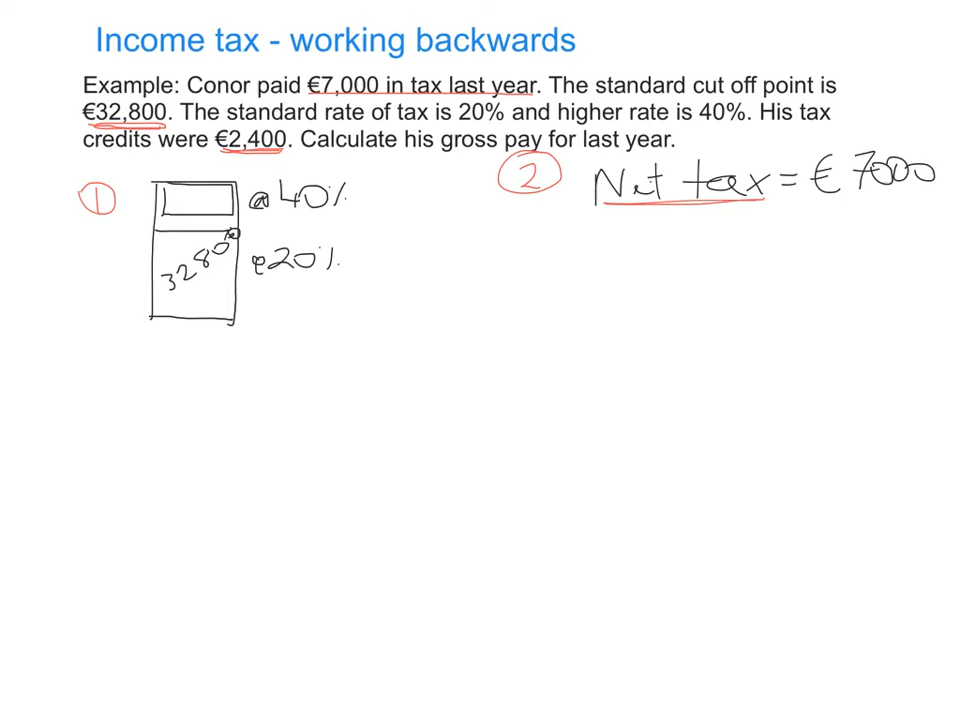 Income tax - working backwards
Example: Conor paid €7,000 in tax last year. The standard cut off point is
€32,800. The standard rate of tax is 20% and higher rate is 40%. His tax
credits were €2,400. Calculate his gross pay for last year.
1
@ 40%
32800
@ 20%
2
Net tax = € 7000